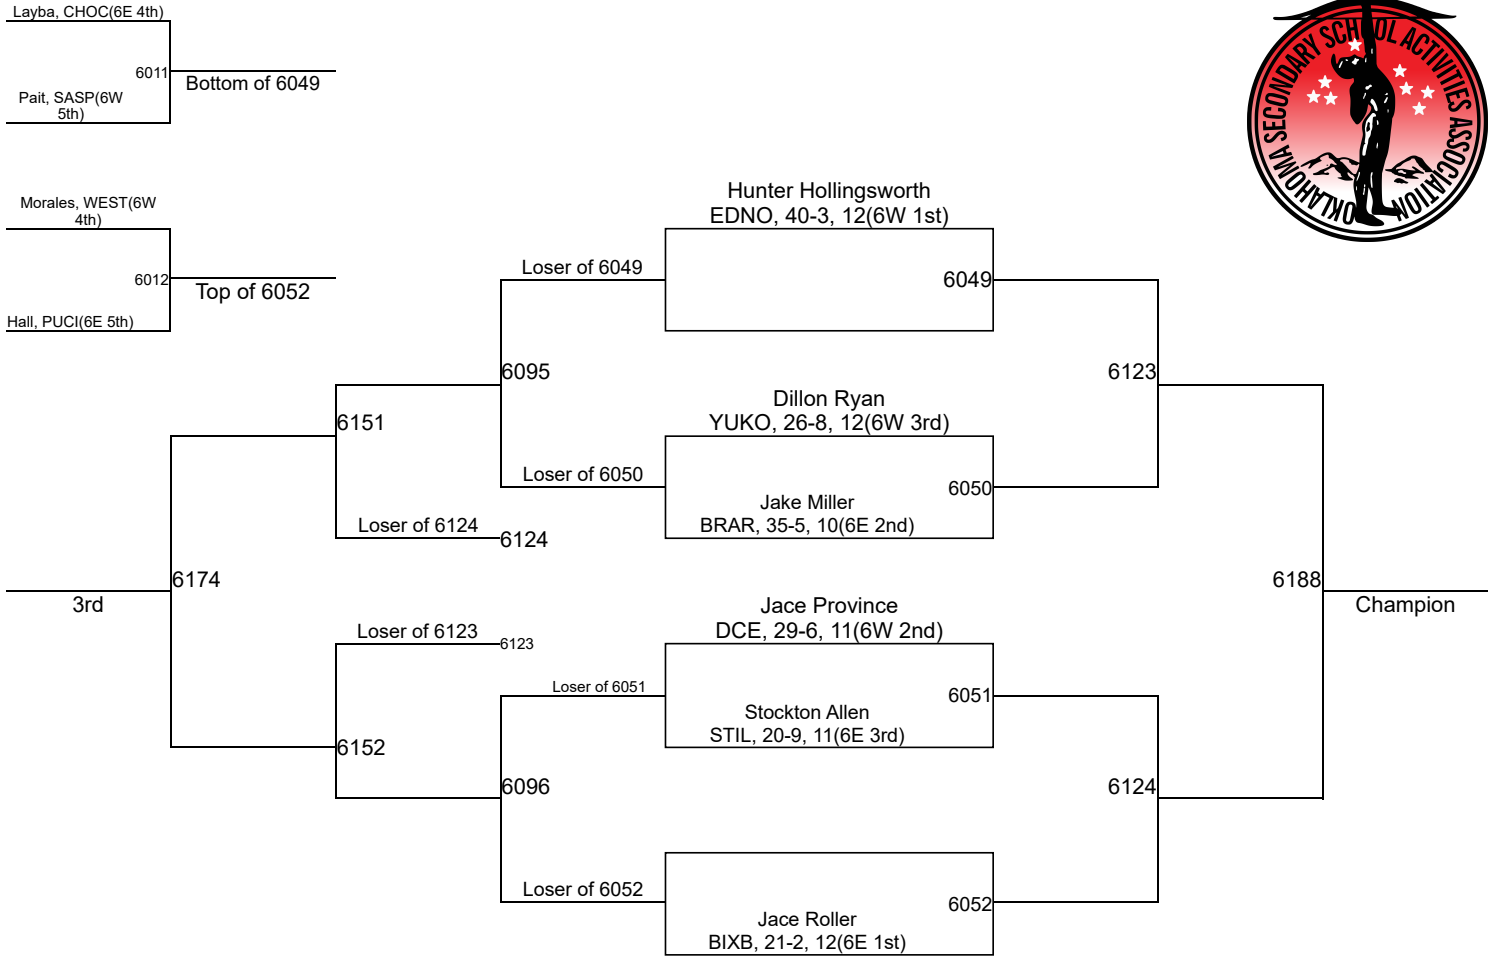 Layba, CHOC(6E 4th)
6011
Bottom of 6049
Pait, SASP(6W
5th)
OKLAHOMA SECONDARY SCHOOL ACTIVITIES ASSOCIATION
Morales, WEST(6W
4th)
6012
Top of 6052
Hall, PUCI(6E 5th)
Hunter Hollingsworth
EDNO, 40-3, 12(6W 1st)
Loser of 6049
6049
6095
6123
Dillon Ryan
YUKO, 26-8, 12(6W 3rd)
6151
Loser of 6050
6050
Jake Miller
BRAR, 35-5, 10(6E 2nd)
Loser of 6124
6124
6174
3rd
6188
Champion
Jace Province
DCE, 29-6, 11(6W 2nd)
Loser of 6123
6123
Loser of 6051
6051
Stockton Allen
STIL, 20-9, 11(6E 3rd)
6152
6096
6124
Loser of 6052
6052
Jace Roller
BIXB, 21-2, 12(6E 1st)